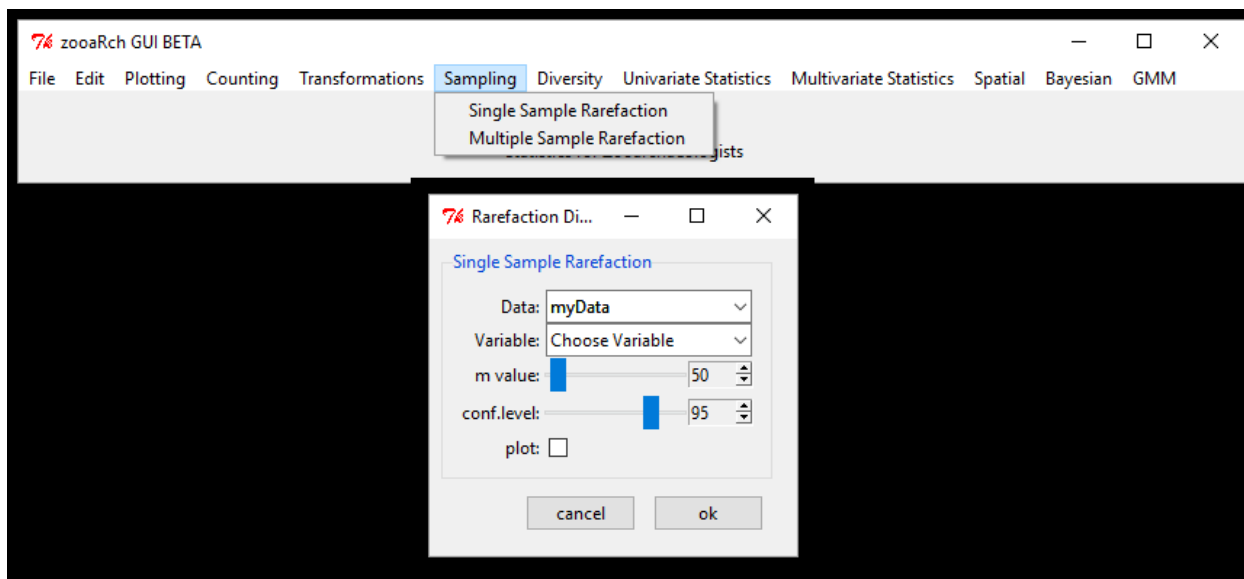 zooaRch GUI BETA
File Edit Plotting Counting Transformations Sampling Diversity Univariate Statistics Multivariate Statistics Spatial Bayesian GMM
Single Sample Rarefaction
Multiple Sample Rarefaction
Rarefaction Di...
Single Sample Rarefaction
Data: myData
Variable: Choose Variable
m value: 50
conf.level: 95
plot:
cancel ok